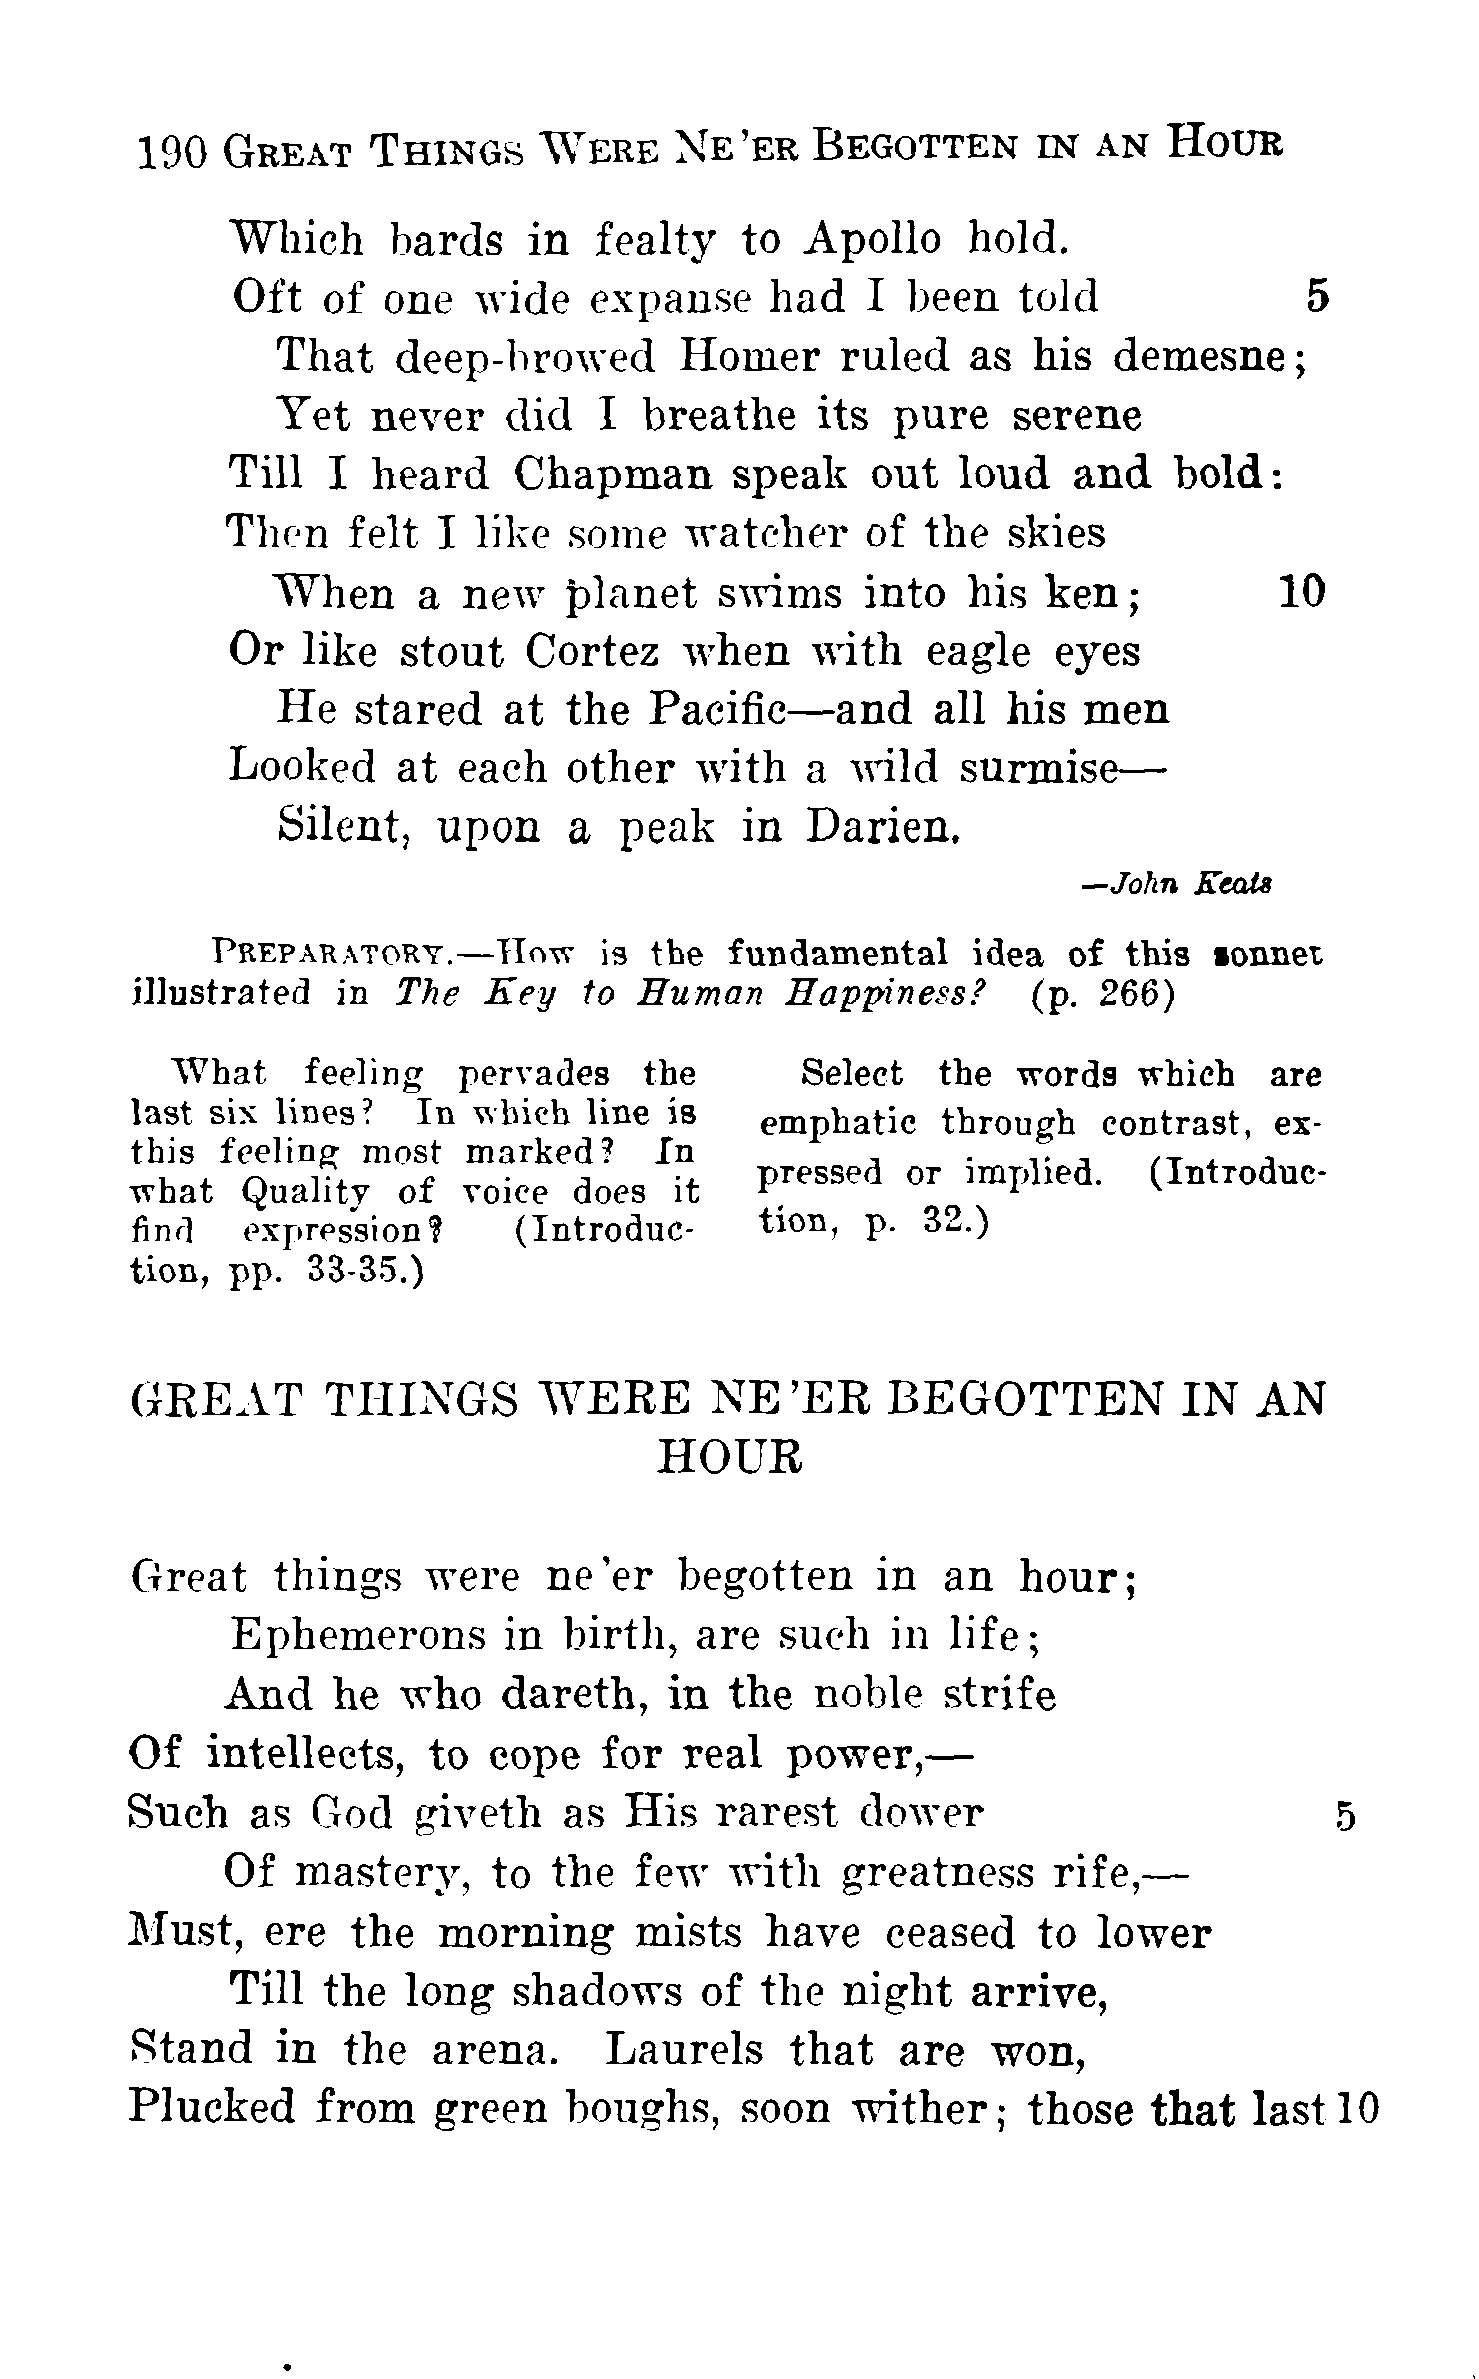 190 GREAT THINGS WERE NE'ER BEGOTTEN IN AN HOUR
Which bards in fealty to Apollo hold.
Oft of one wide expanse had I been told 5
That deep-browed Homer ruled as his demesne;
Yet never did I breathe its pure serene
Till I heard Chapman speak out loud and bold:
Then felt I like some watcher of the skies
When a new planet swims into his ken; 10
Or like stout Cortez when with eagle eyes
He stared at the Pacific—and all his men
Looked at each other with a wild surmise—
Silent, upon a peak in Darien.
—John Keats
PREPARATORY.—How is the fundamental idea of this sonnet
illustrated in The Key to Human Happiness? (p. 266)
What feeling pervades the
last six lines? In which line is
this feeling most marked? In
what Quality of voice does it
find expression? (Introduc-
tion, pp. 33-35.)
Select the words which are
emphatic through contrast, ex-
pressed or implied. (Introduc-
tion, p. 32.)
GREAT THINGS WERE NE'ER BEGOTTEN IN AN
HOUR
Great things were ne'er begotten in an hour;
Ephemerons in birth, are such in life;
And he who dareth, in the noble strife
Of intellects, to cope for real power,—
Such as God giveth as His rarest dower 5
Of mastery, to the few with greatness rife,—
Must, ere the morning mists have ceased to lower
Till the long shadows of the night arrive,
Stand in the arena. Laurels that are won,
Plucked from green boughs, soon wither; those that last 10